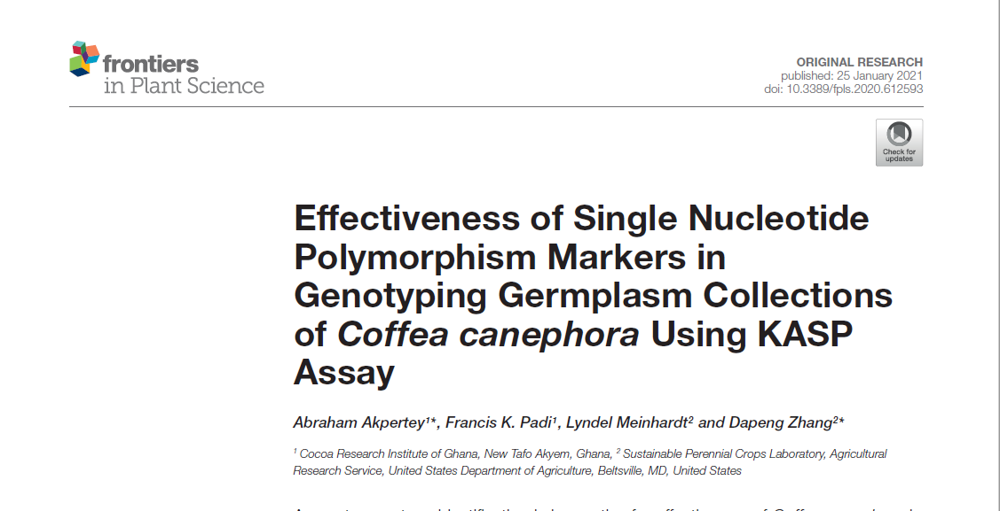 frontiers
in Plant Science
ORIGINAL RESEARCH
published: 25 January 2021
doi: 10.3389/fpls.2020.612593
Check for
updates
Effectiveness of Single Nucleotide
Polymorphism Markers in
Genotyping Germplasm Collections
of Coffea canephora Using KASP
Assay
Abraham Akpertey¹*, Francis K. Padi¹, Lyndel Meinhardt² and Dapeng Zhang²*
¹ Cocoa Research Institute of Ghana, New Tafo Akyem, Ghana, ² Sustainable Perennial Crops Laboratory, Agricultural
Research Service, United States Department of Agriculture, Beltsville, MD, United States